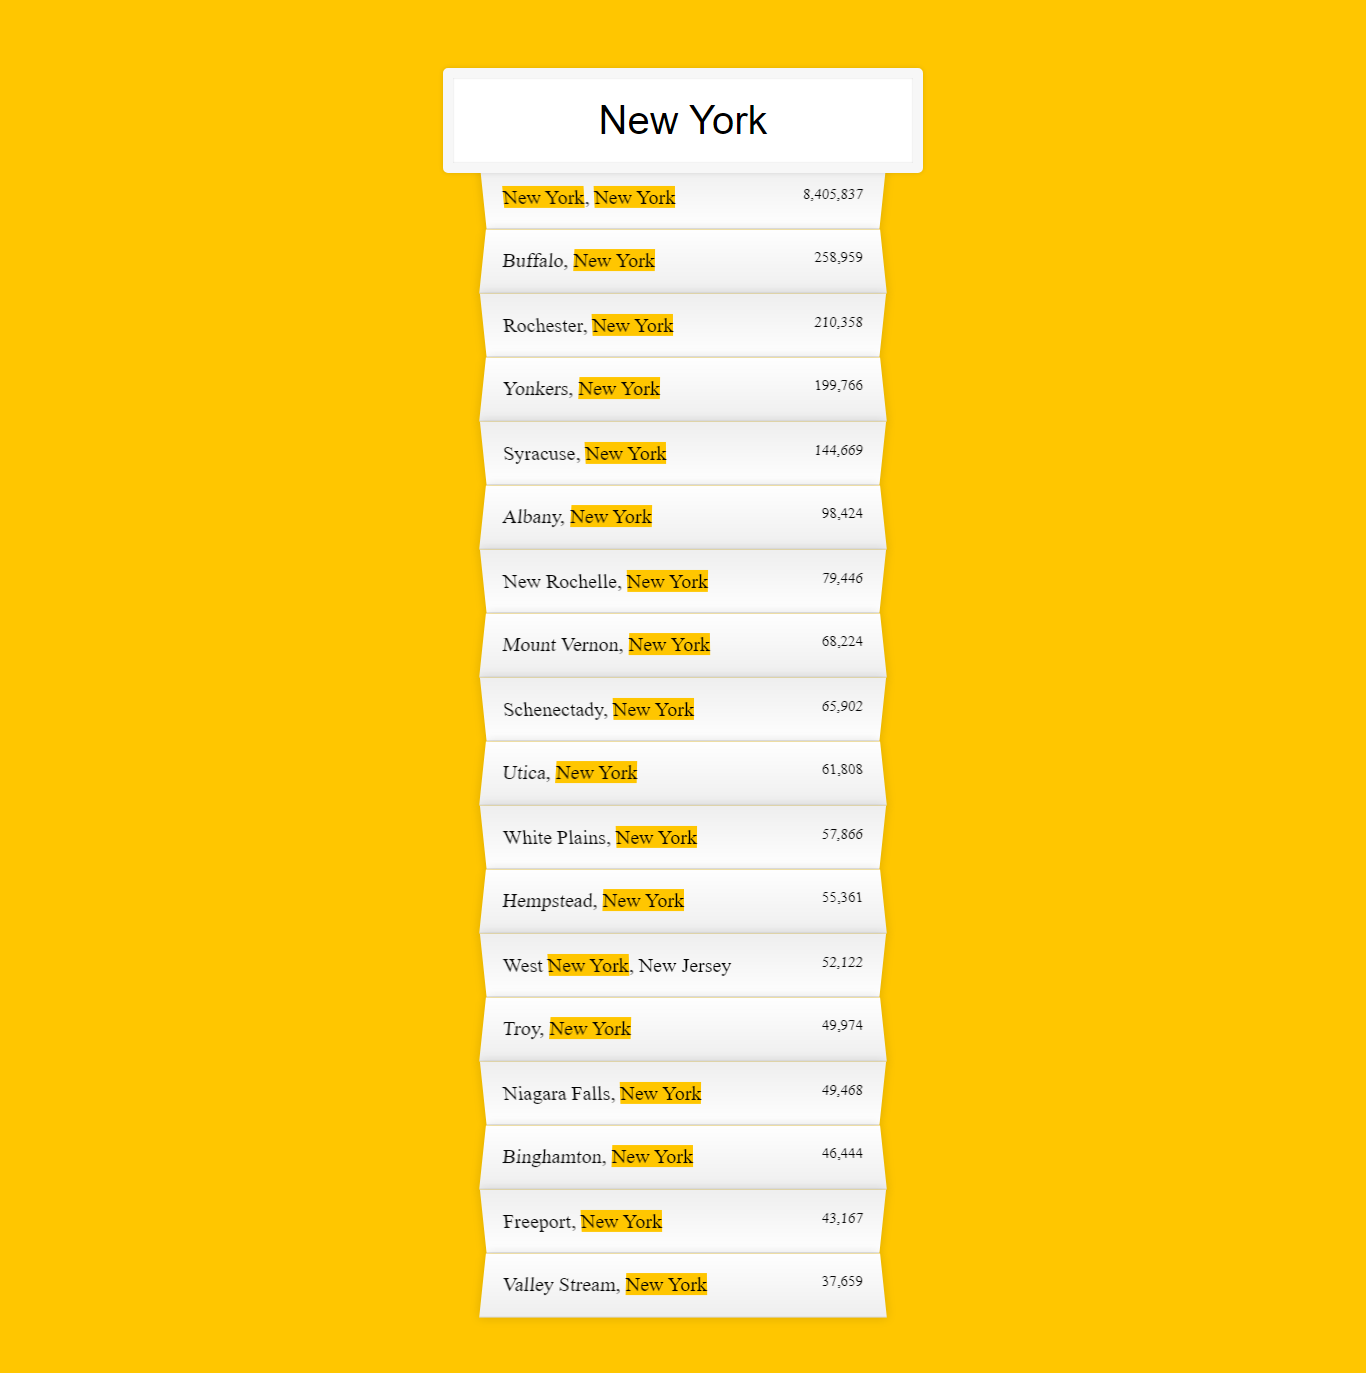 New York
New York, New York 8,405,837
Buffalo, New York 258,959
Rochester, New York 210,358
Yonkers, New York 199,766
Syracuse, New York 144,669
Albany, New York 98,424
New Rochelle, New York 79,446
Mount Vernon, New York 68,224
Schenectady, New York 65,902
Utica, New York 61,808
White Plains, New York 57,866
Hempstead, New York 55,361
West New York, New Jersey 52,122
Troy, New York 49,974
Niagara Falls, New York 49,468
Binghamton, New York 46,444
Freeport, New York 43,167
Valley Stream, New York 37,659